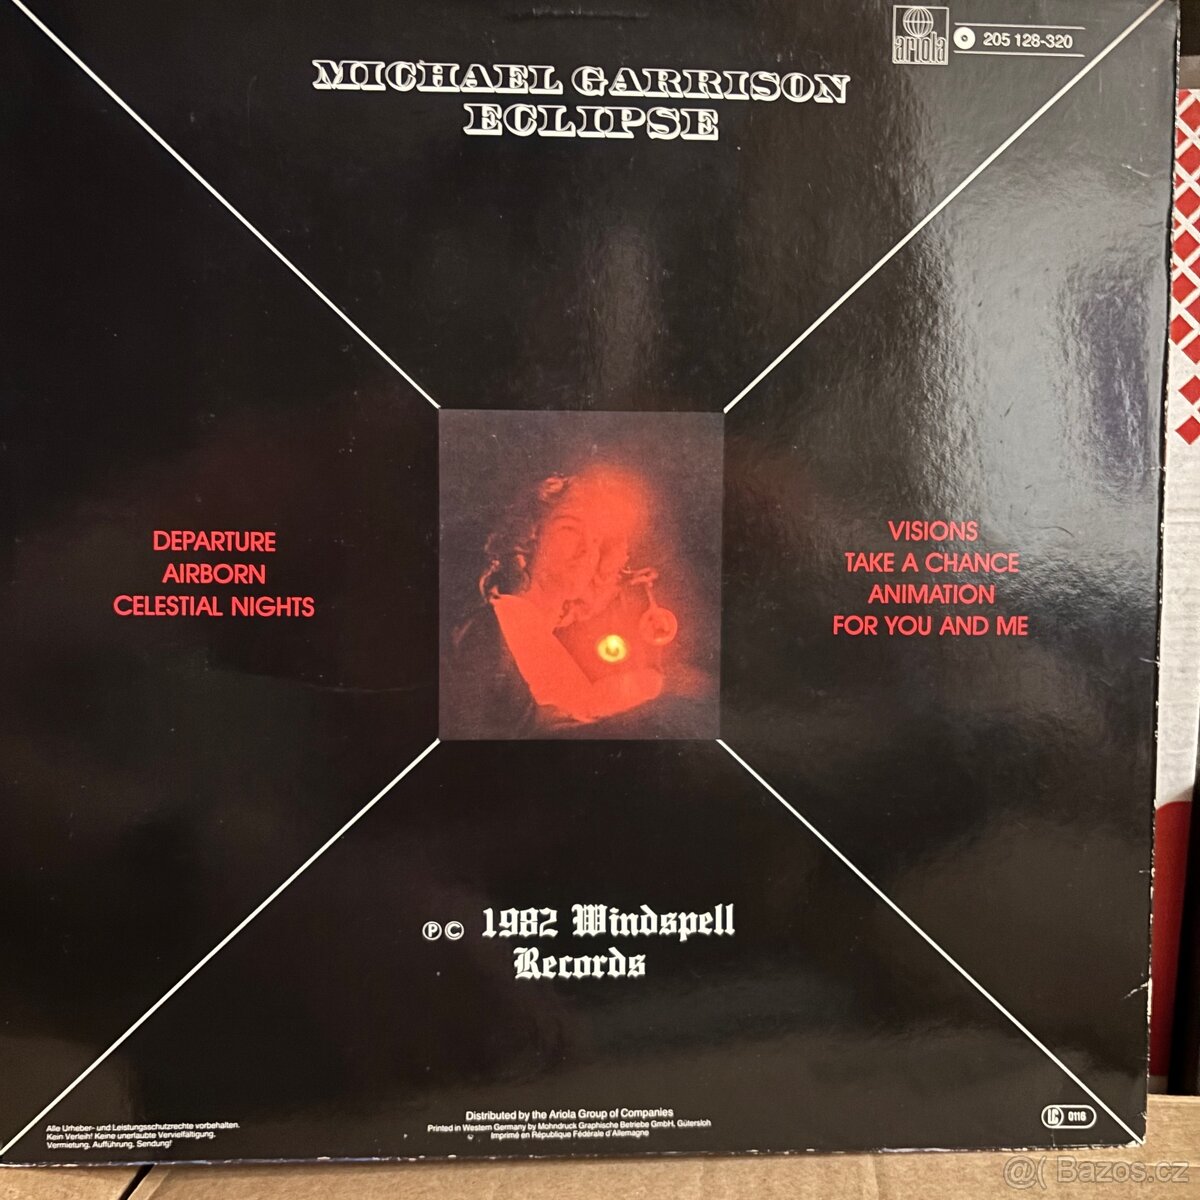 ariola
205 128-320
MICHAEL GARRISON
ECLIPSE
DEPARTURE
AIRBORN
CELESTIAL NIGHTS
VISIONS
TAKE A CHANCE
ANIMATION
FOR YOU AND ME
℗© 1982 Windspell
Records
Distributed by the Ariola Group of Companies
Printed in Western Germany by Mohndruck Graphische Betriebe GmbH, Gütersloh
Imprimé en République Fédérale d'Allemagne
Alle Urheber- und Leistungsschutzrechte vorbehalten.
Kein Verleih! Keine unerlaubte Vervielfältigung,
Vermietung, Aufführung, Sendung!
LC 0116
@( Bazos.cz